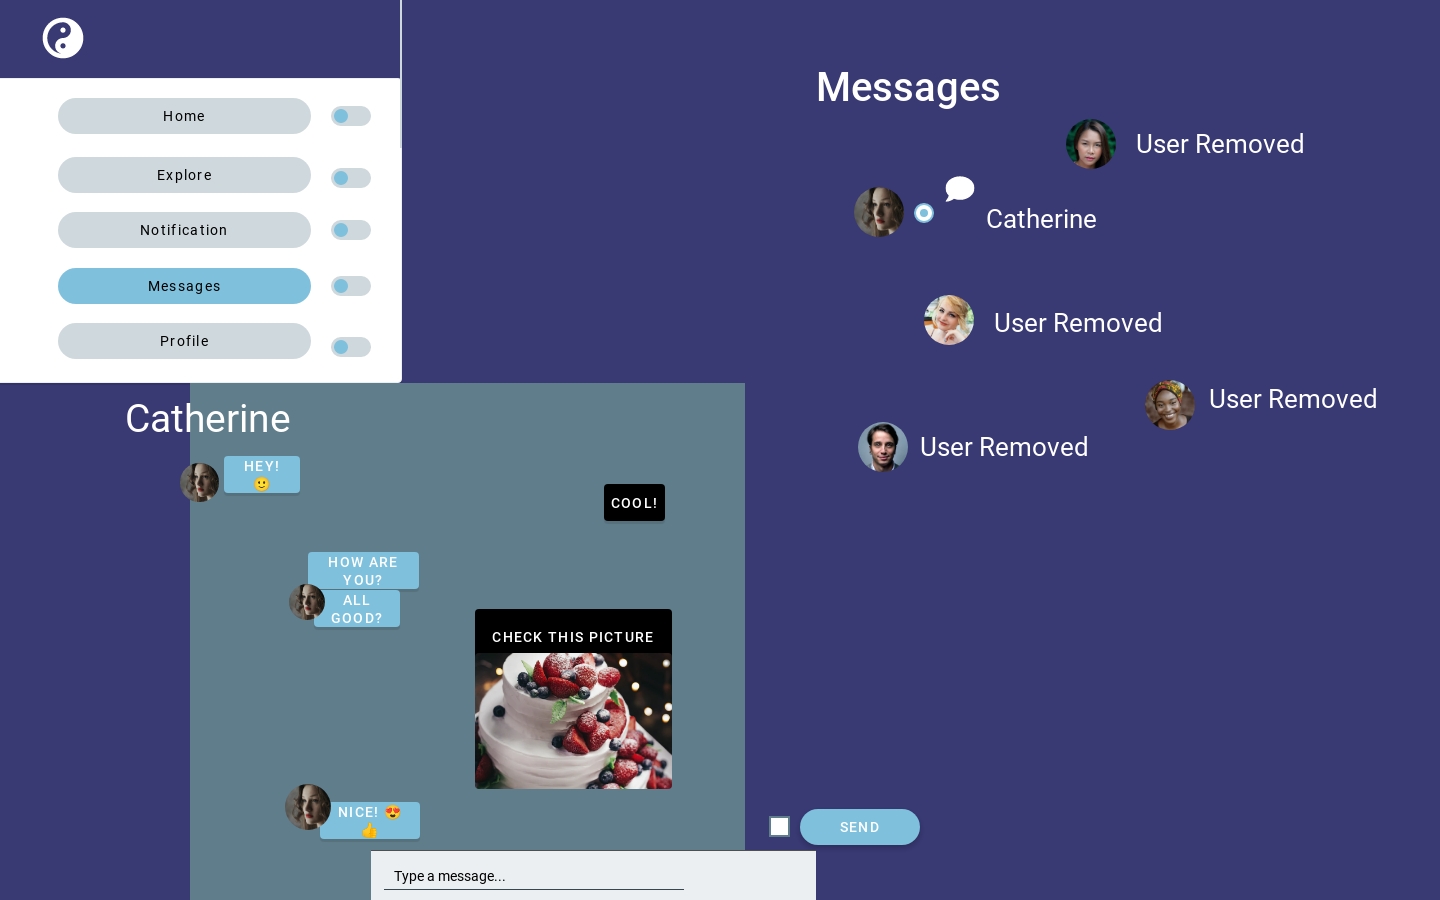 Home
Explore
Notification
Messages
Profile
Messages
User Removed
Catherine
User Removed
User Removed
User Removed
Catherine
HEY!
🙂
COOL!
HOW ARE
YOU?
ALL
GOOD?
CHECK THIS PICTURE
NICE! 😍
👍
SEND
Type a message...